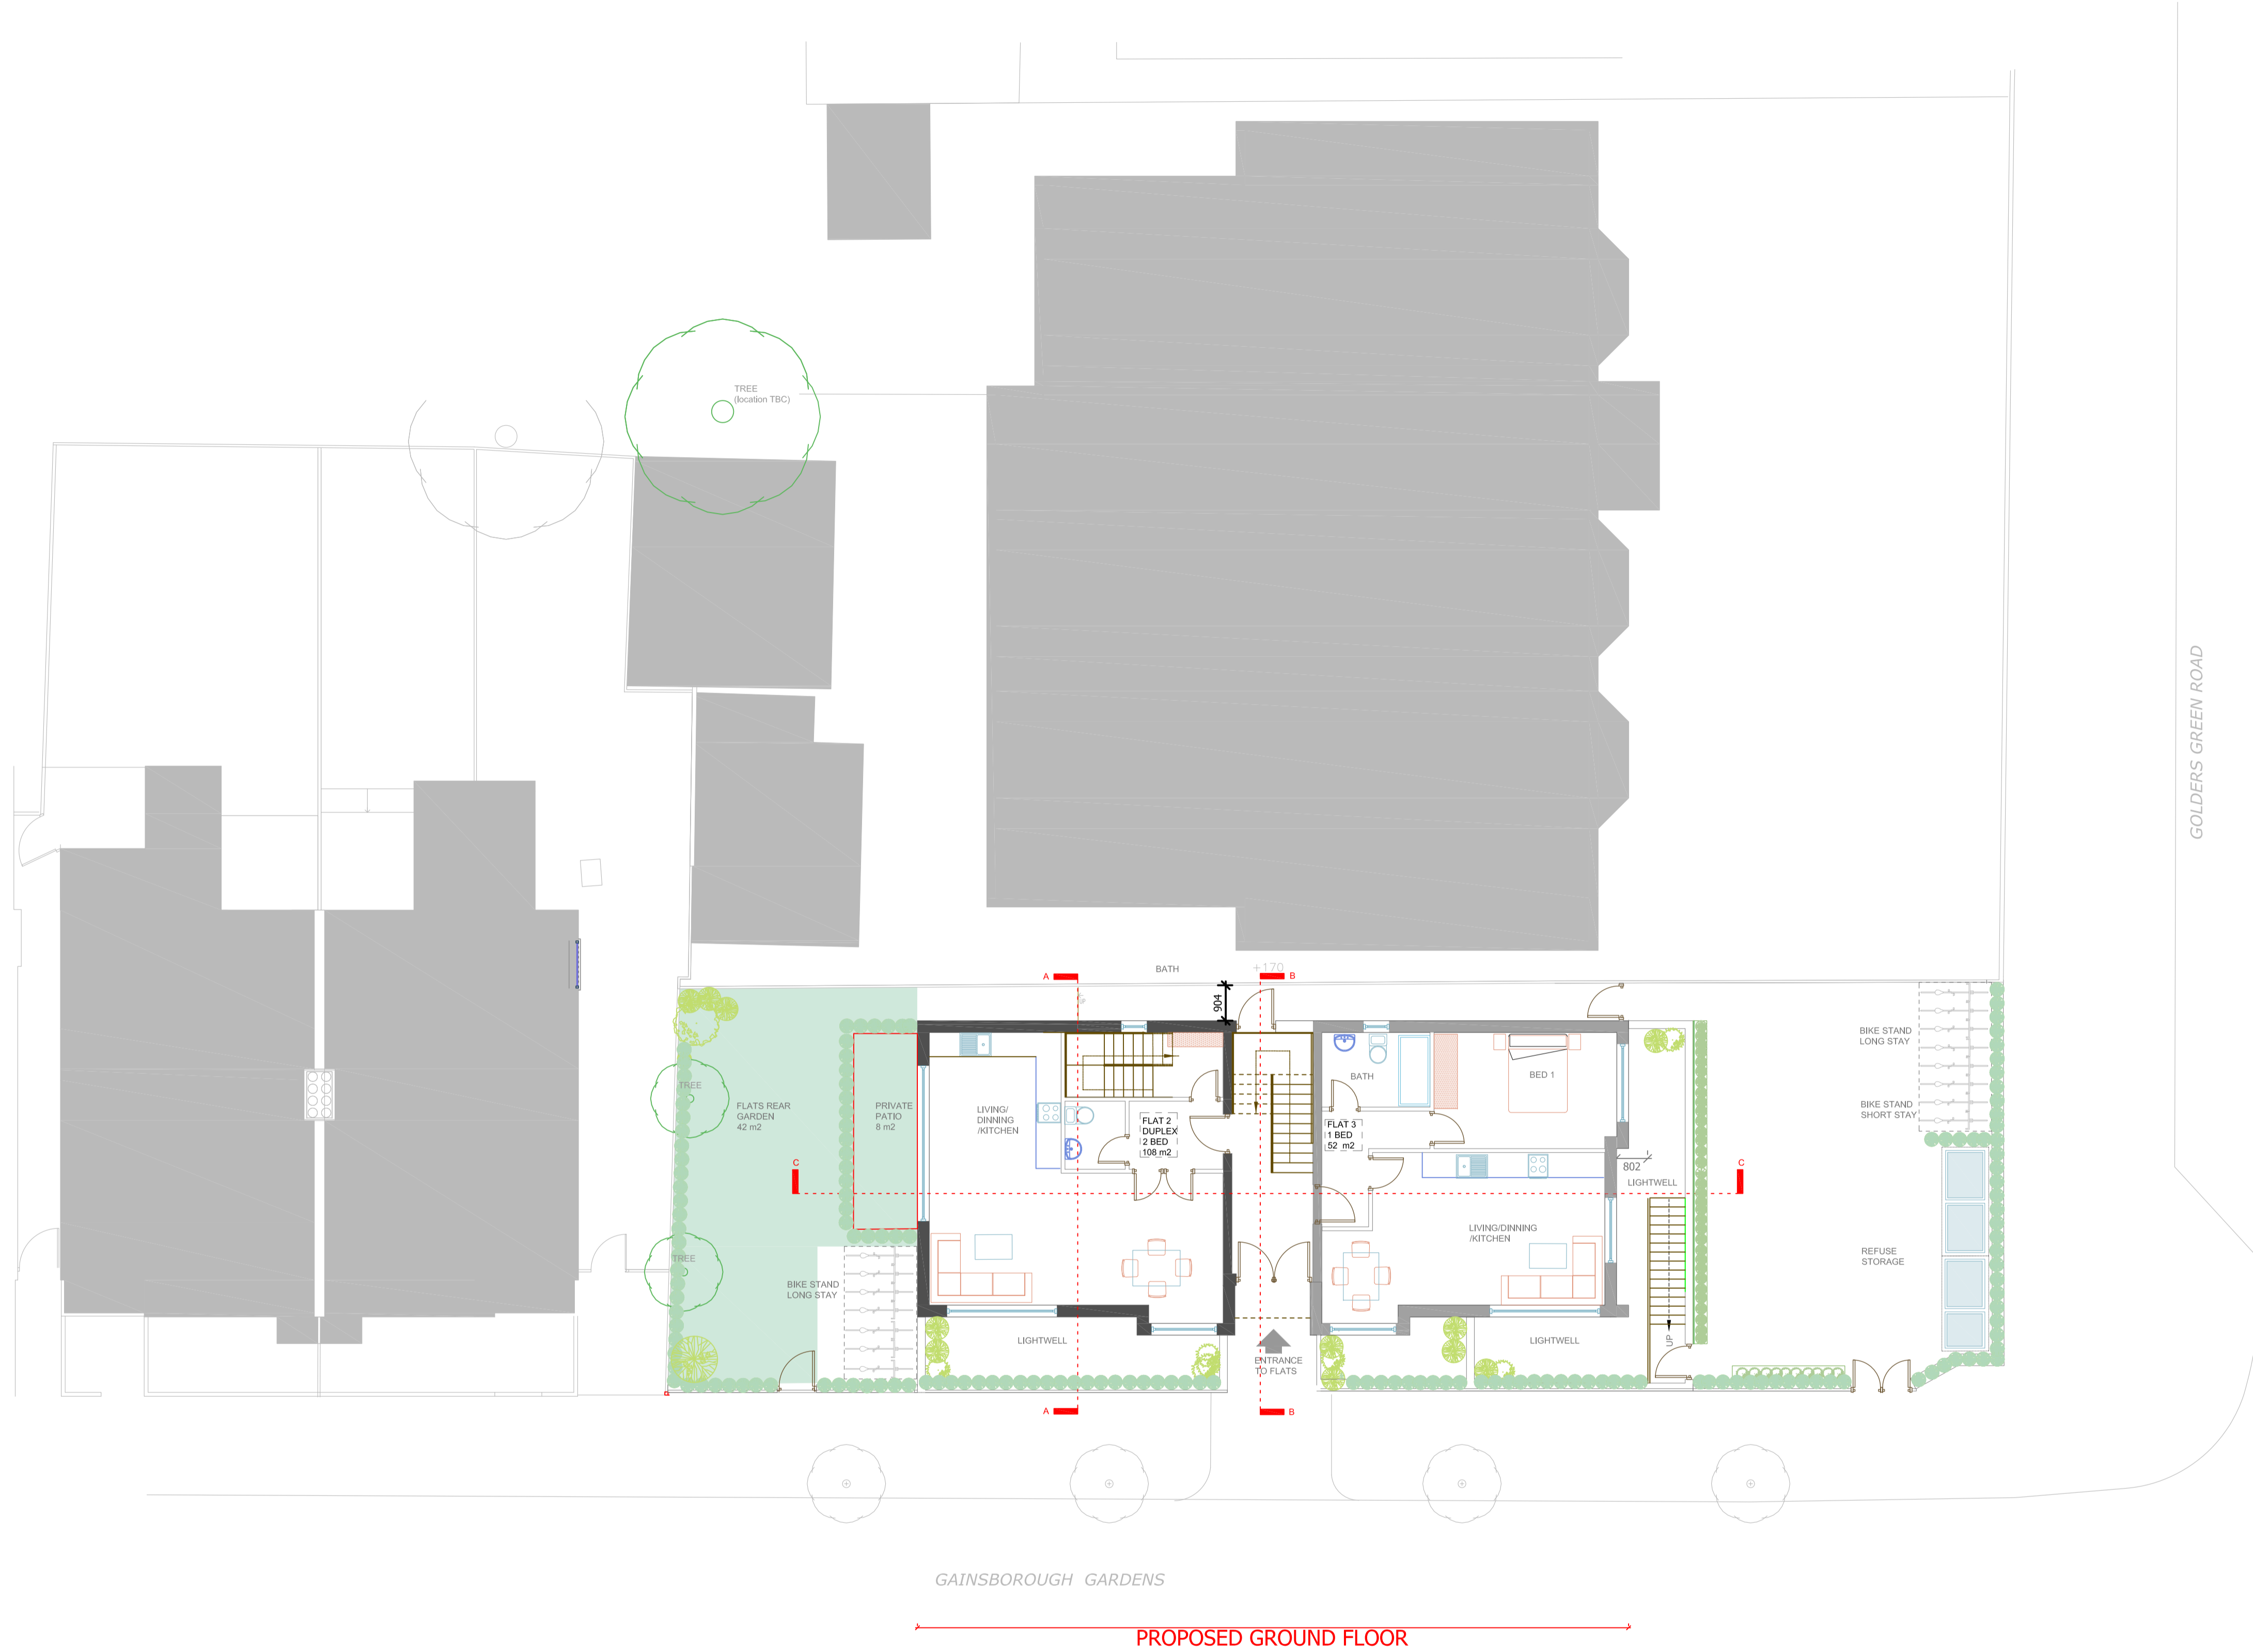 TREE
(location TBC)
GOLDERS GREEN ROAD
BATH
+170
A
B
904
BIKE STAND
LONG STAY
BATH
BED 1
TREE
FLATS REAR
GARDEN
42 m2
PRIVATE
PATIO
8 m2
LIVING/
DINNING
/KITCHEN
FLAT 2
DUPLEX
2 BED
108 m2
FLAT 3
1 BED
52 m2
BIKE STAND
SHORT STAY
C
802
C
LIGHTWELL
LIVING/DINNING
/KITCHEN
TREE
REFUSE
STORAGE
BIKE STAND
LONG STAY
LIGHTWELL
LIGHTWELL
UP
ENTRANCE
TO FLATS
A
B
GAINSBOROUGH GARDENS
PROPOSED GROUND FLOOR